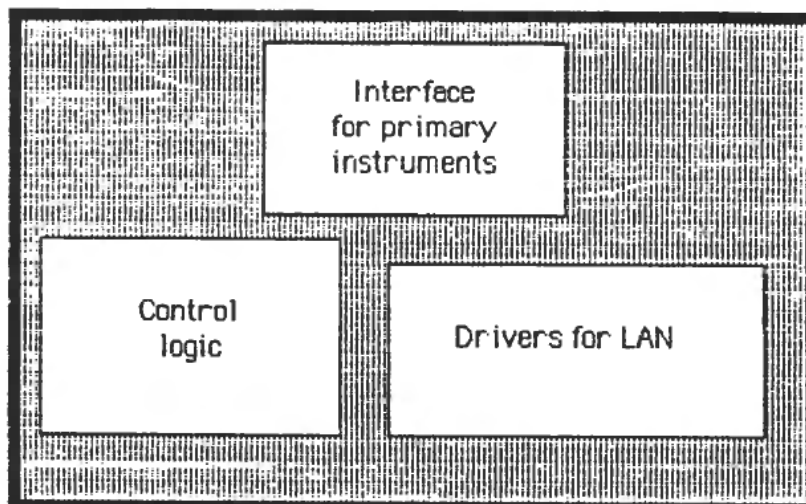 Interface
for primary
instruments
Control
logic
Drivers for LAN